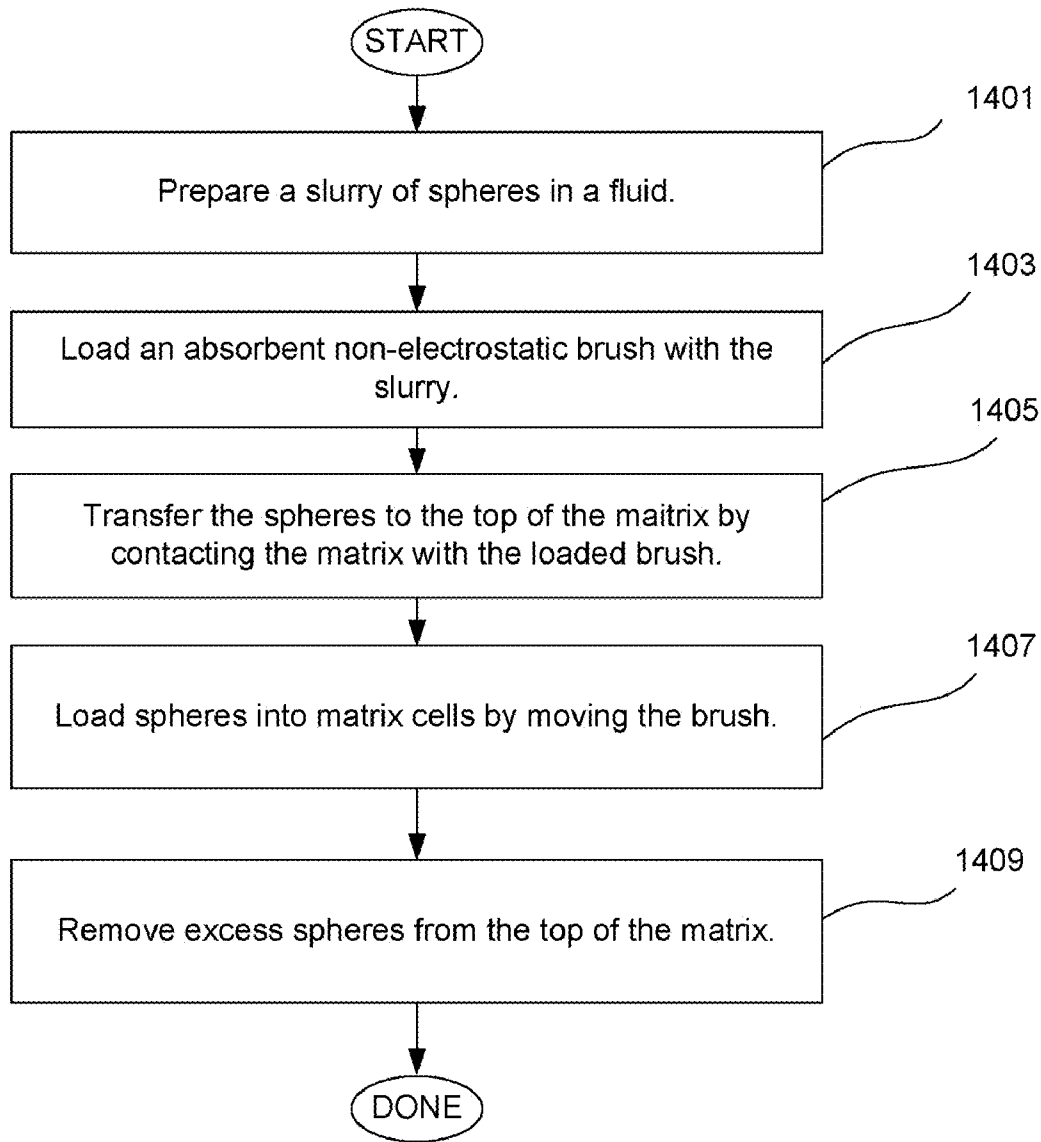 START
1401
Prepare a slurry of spheres in a fluid.
1403
Load an absorbent non-electrostatic brush with the
slurry.
1405
Transfer the spheres to the top of the maitrix by
contacting the matrix with the loaded brush.
1407
Load spheres into matrix cells by moving the brush.
1409
Remove excess spheres from the top of the matrix.
DONE